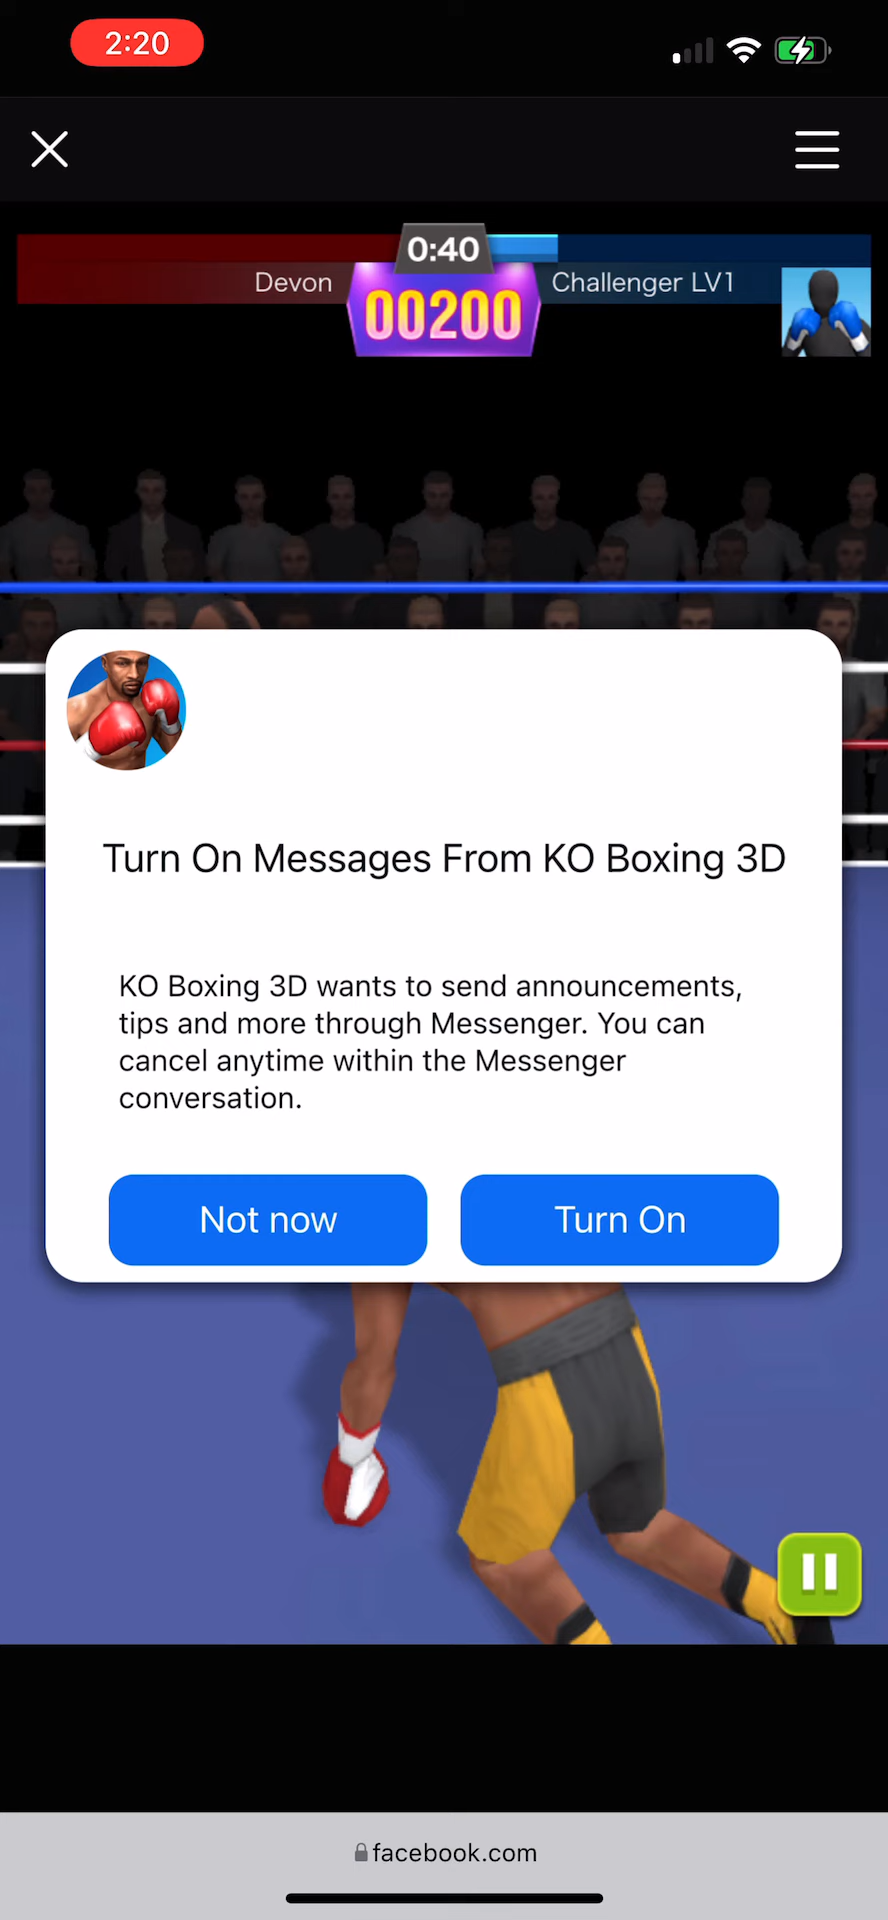 2:20
0:40
Devon
Challenger LV1
00200
Turn On Messages From KO Boxing 3D
KO Boxing 3D wants to send announcements,
tips and more through Messenger. You can
cancel anytime within the Messenger
conversation.
Not now
Turn On
facebook.com